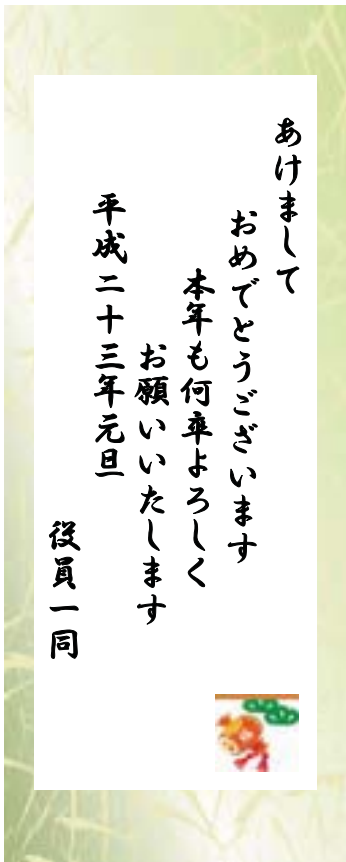 あけまして
おめでとうございます
本年も何卒よろしく
お願いいたします
平成二十三年元旦
役員一同